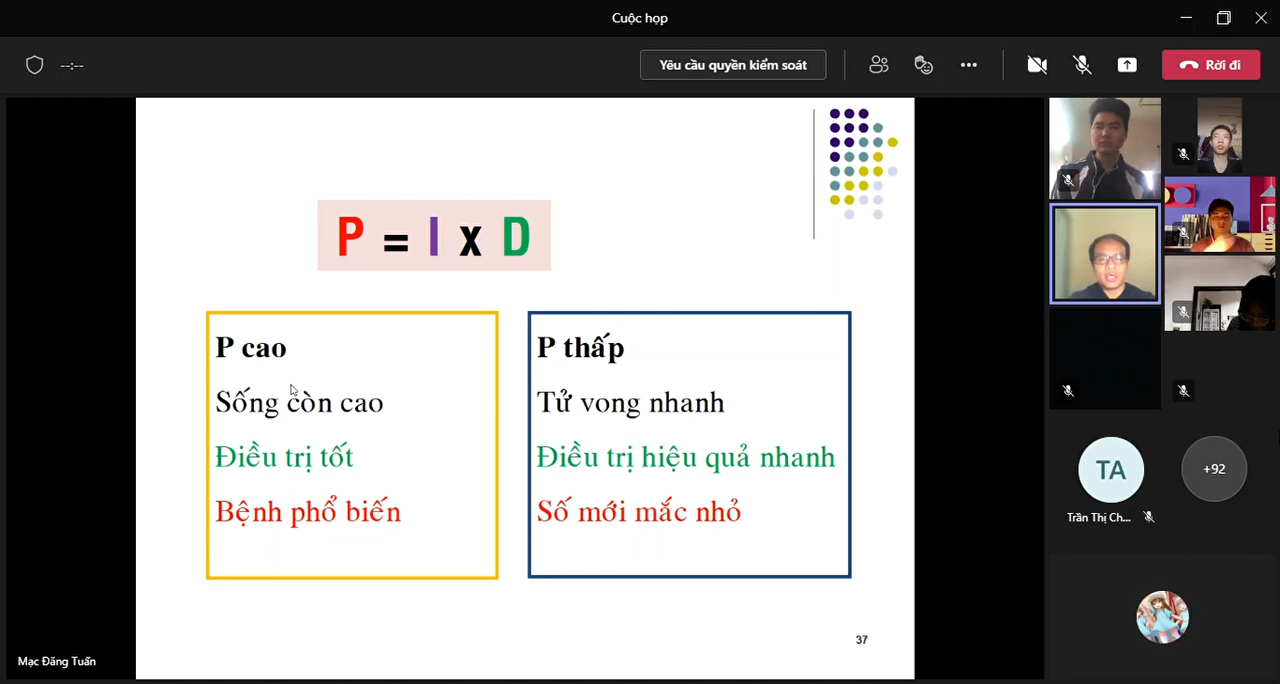 Cuộc họp
--:--
Yêu cầu quyền kiểm soát
Rời đi
P = I x D
P cao
Sống còn cao
Điều trị tốt
Bệnh phổ biến
P thấp
Tử vong nhanh
Điều trị hiệu quả nhanh
Số mới mắc nhỏ
37
Mạc Đăng Tuấn
TA
+92
Trần Thị Ch...